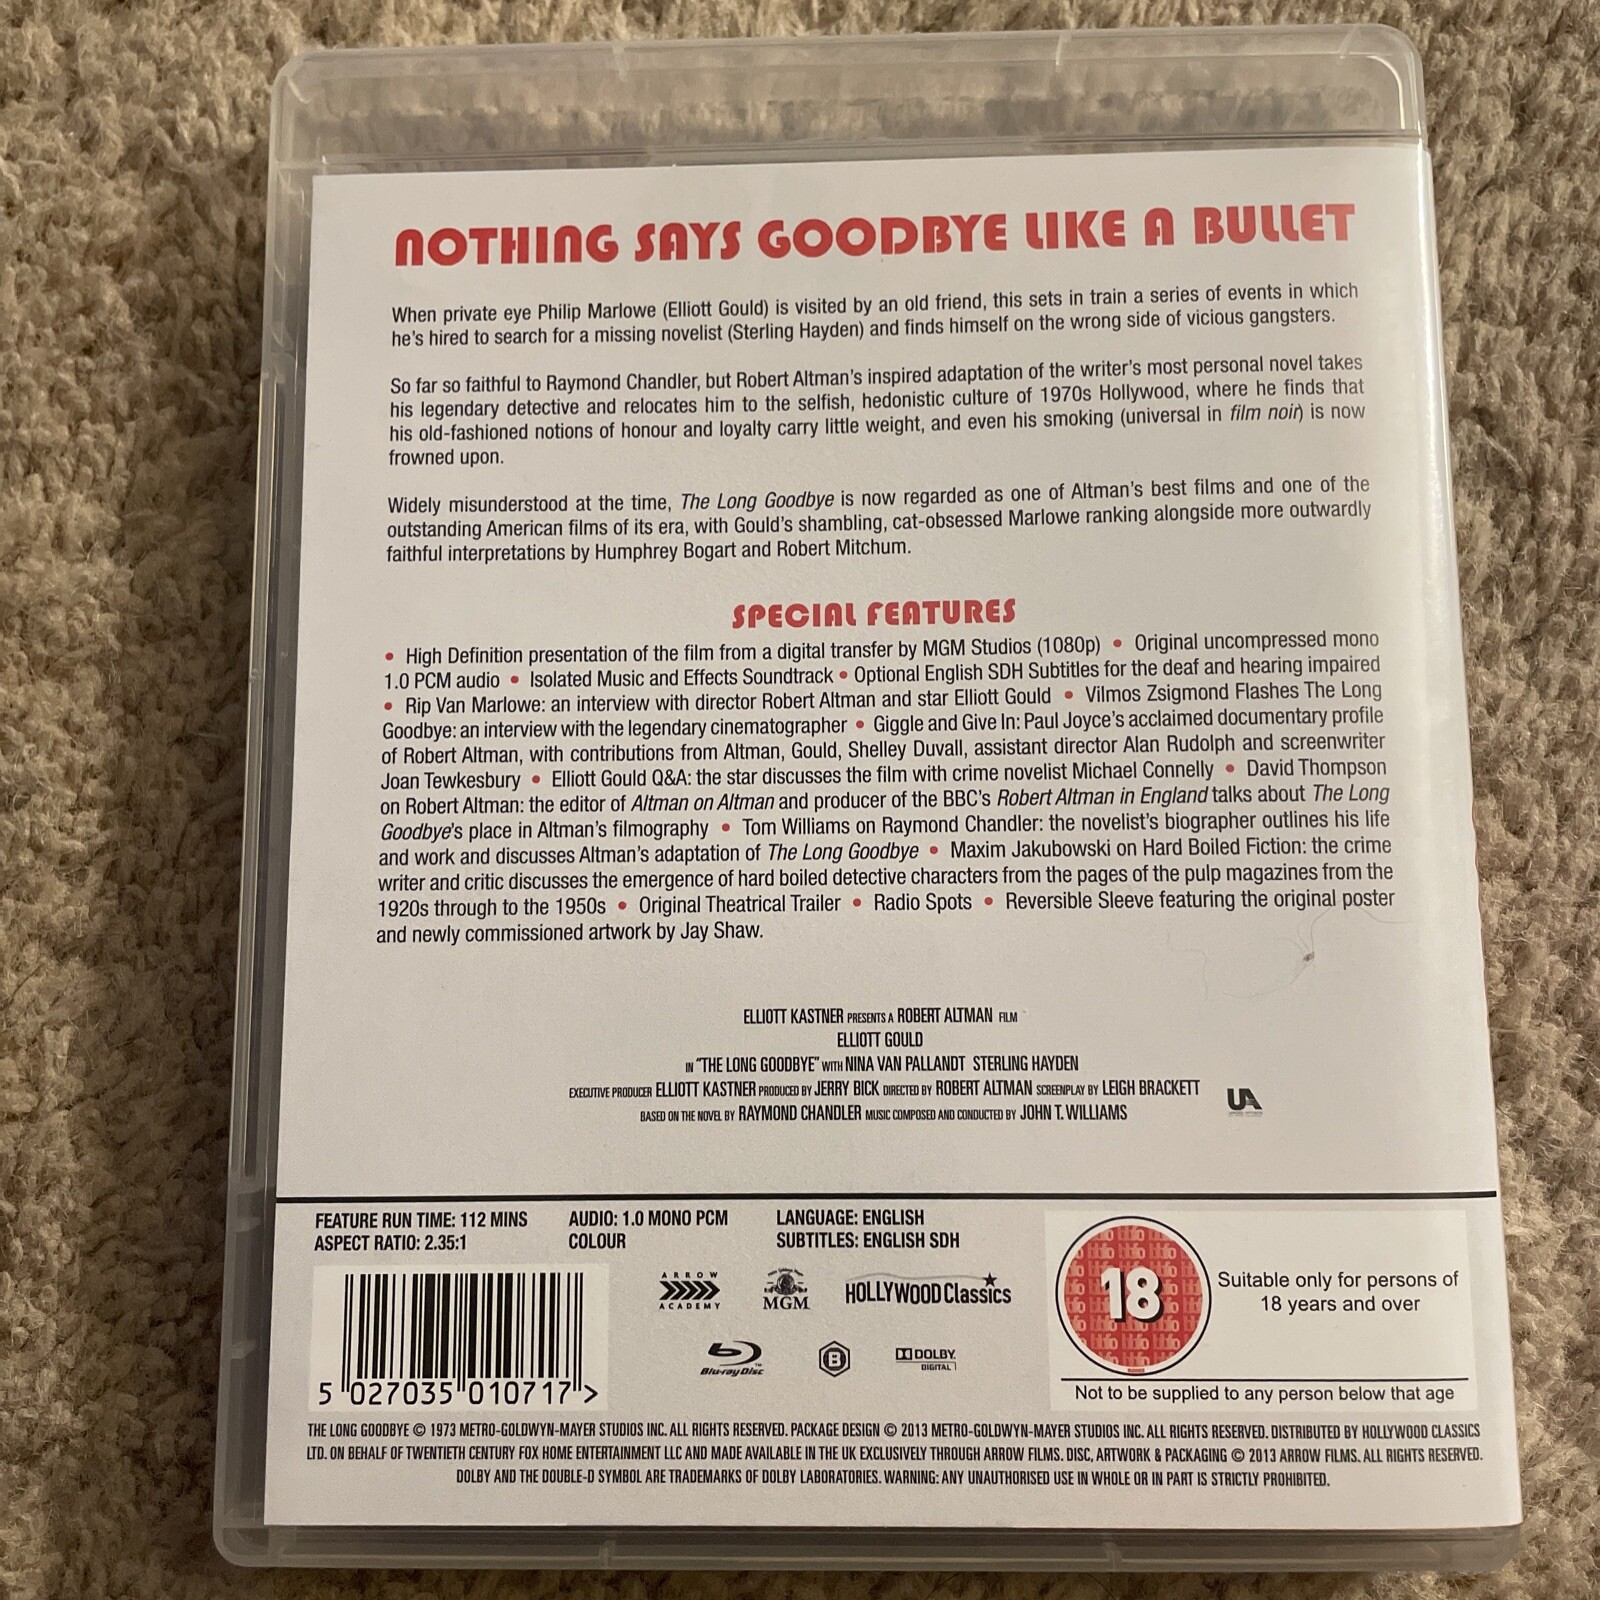 NOTHING SAYS GOODBYE LIKE A BULLET
When private eye Philip Marlowe (Elliott Gould) is visited by an old friend, this sets in train a series of events in which
he's hired to search for a missing novelist (Sterling Hayden) and finds himself on the wrong side of vicious gangsters.
So far so faithful to Raymond Chandler, but Robert Altman's inspired adaptation of the writer's most personal novel takes
his legendary detective and relocates him to the selfish, hedonistic culture of 1970s Hollywood, where he finds that
his old-fashioned notions of honour and loyalty carry little weight, and even his smoking (universal in film noir) is now
frowned upon.
Widely misunderstood at the time, The Long Goodbye is now regarded as one of Altman's best films and one of the
outstanding American films of its era, with Gould's shambling, cat-obsessed Marlowe ranking alongside more outwardly
faithful interpretations by Humphrey Bogart and Robert Mitchum.
SPECIAL FEATURES
• High Definition presentation of the film from a digital transfer by MGM Studios (1080p) • Original uncompressed mono
1.0 PCM audio • Isolated Music and Effects Soundtrack • Optional English SDH Subtitles for the deaf and hearing impaired
• Rip Van Marlowe: an interview with director Robert Altman and star Elliott Gould • Vilmos Zsigmond Flashes The Long
Goodbye: an interview with the legendary cinematographer • Giggle and Give In: Paul Joyce's acclaimed documentary profile
of Robert Altman, with contributions from Altman, Gould, Shelley Duvall, assistant director Alan Rudolph and screenwriter
Joan Tewkesbury • Elliott Gould Q&A: the star discusses the film with crime novelist Michael Connelly • David Thompson
on Robert Altman: the editor of Altman on Altman and producer of the BBC's Robert Altman in England talks about The Long
Goodbye's place in Altman's filmography • Tom Williams on Raymond Chandler: the novelist's biographer outlines his life
and work and discusses Altman's adaptation of The Long Goodbye • Maxim Jakubowski on Hard Boiled Fiction: the crime
writer and critic discusses the emergence of hard boiled detective characters from the pages of the pulp magazines from the
1920s through to the 1950s • Original Theatrical Trailer • Radio Spots • Reversible Sleeve featuring the original poster
and newly commissioned artwork by Jay Shaw.
ELLIOTT KASTNER PRESENTS A ROBERT ALTMAN FILM
ELLIOTT GOULD
IN "THE LONG GOODBYE" WITH NINA VAN PALLANDT STERLING HAYDEN
EXECUTIVE PRODUCER ELLIOTT KASTNER PRODUCED BY JERRY BICK DIRECTED BY ROBERT ALTMAN SCREENPLAY BY LEIGH BRACKETT
BASED ON THE NOVEL BY RAYMOND CHANDLER MUSIC COMPOSED AND CONDUCTED BY JOHN T. WILLIAMS
UA
FEATURE RUN TIME: 112 MINS
ASPECT RATIO: 2.35:1
AUDIO: 1.0 MONO PCM
COLOUR
LANGUAGE: ENGLISH
SUBTITLES: ENGLISH SDH
ARROW
ACADEMY
MGM
HOLLYWOOD Classics
Blu-ray Disc
B
DOLBY
DIGITAL
18
Suitable only for persons of
18 years and over
Not to be supplied to any person below that age
5 027035 010717 >
THE LONG GOODBYE © 1973 METRO-GOLDWYN-MAYER STUDIOS INC. ALL RIGHTS RESERVED. PACKAGE DESIGN © 2013 METRO-GOLDWYN-MAYER STUDIOS INC. ALL RIGHTS RESERVED. DISTRIBUTED BY HOLLYWOOD CLASSICS
LTD. ON BEHALF OF TWENTIETH CENTURY FOX HOME ENTERTAINMENT LLC AND MADE AVAILABLE IN THE UK EXCLUSIVELY THROUGH ARROW FILMS. DISC, ARTWORK & PACKAGING © 2013 ARROW FILMS. ALL RIGHTS RESERVED.
DOLBY AND THE DOUBLE-D SYMBOL ARE TRADEMARKS OF DOLBY LABORATORIES. WARNING: ANY UNAUTHORISED USE IN WHOLE OR IN PART IS STRICTLY PROHIBITED.